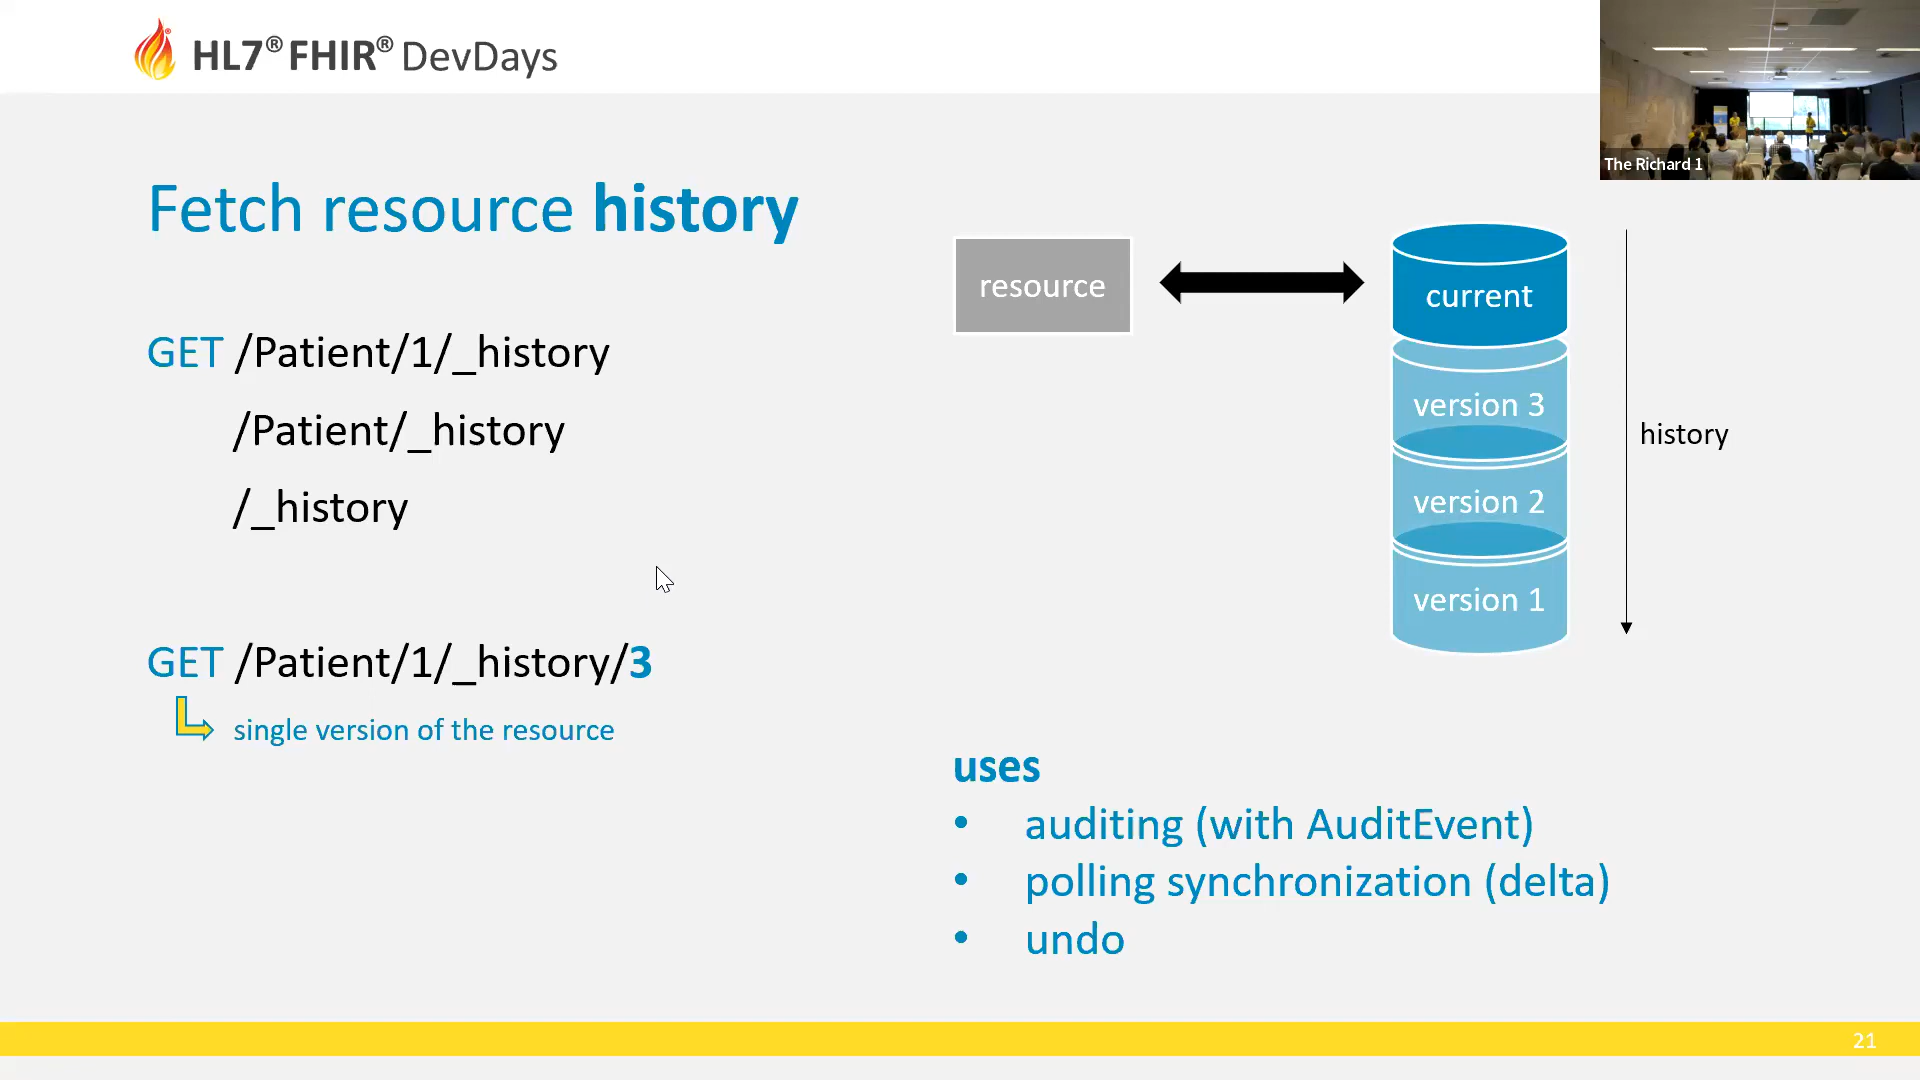 HL7® FHIR® DevDays
The Richard 1
Fetch resource history
GET /Patient/1/_history
/Patient/_history
/_history
GET /Patient/1/_history/3
single version of the resource
resource
current
version 3
version 2
version 1
history
uses
• auditing (with AuditEvent)
• polling synchronization (delta)
• undo
21